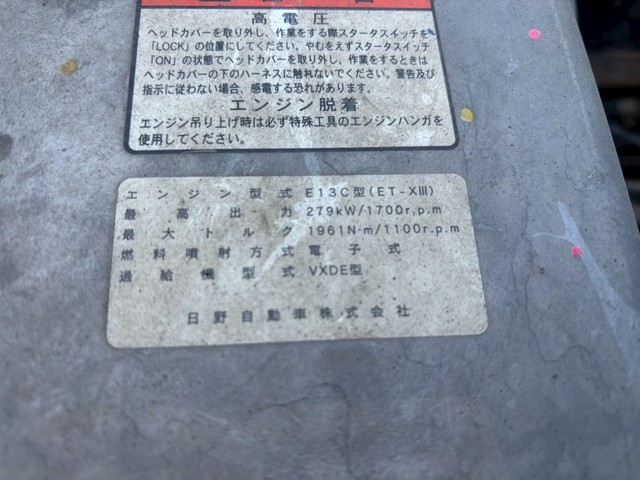 高電圧
ヘッドカバーを取り外し、作業をする際スタータスイッチを
「LOCK」の位置にしてください。やむをえずスタータスイッチ
「ON」の状態でヘッドカバーを取り外し、作業をするときは
ヘッドカバーの下のハーネスに触れないでください。警告及び
指示に従わない場合、感電する恐れがあります。
エンジン脱着
エンジン吊り上げ時は必ず特殊工具のエンジンハンガを
使用してください。
エンジン型式 E13C型(ET-XIII)
最高出力 279kW/1700r,p.m
最大トルク 1961N·m/1100r,p.m
燃料噴射方式 電子式
過給機型式 VXDE型
日野自動車株式会社